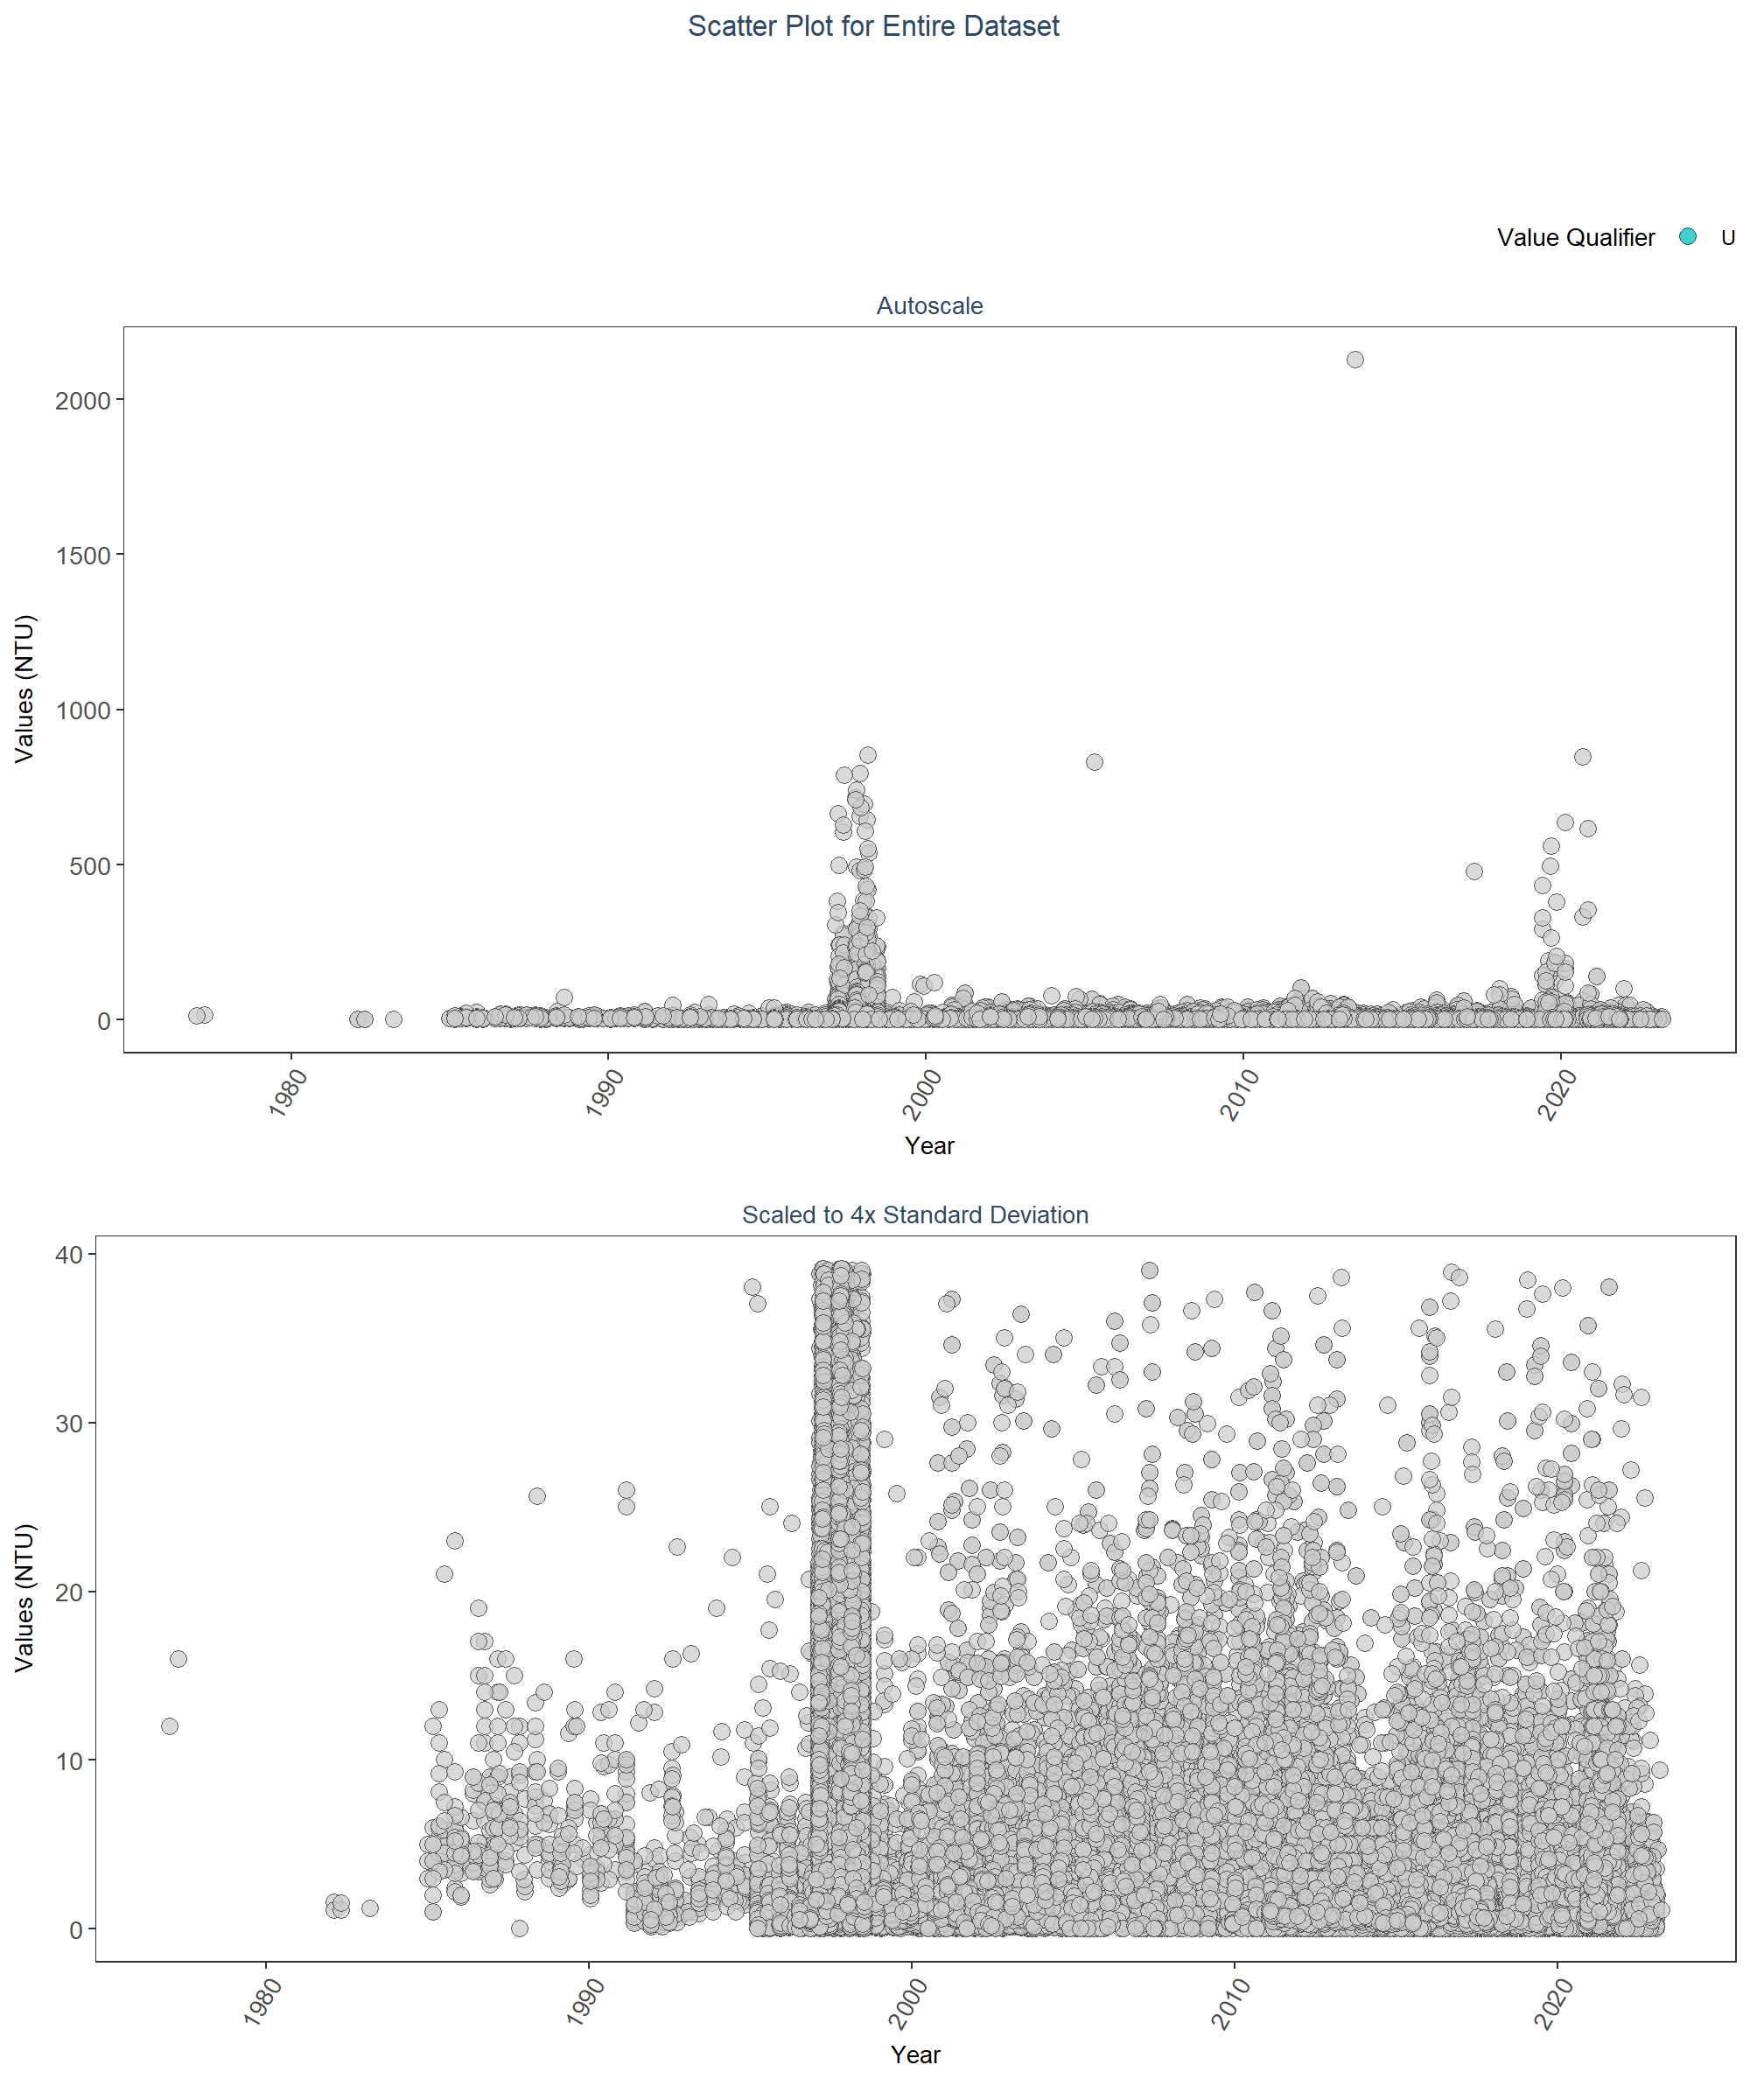 Scatter Plot for Entire Dataset
Value Qualifier U
Autoscale
2000
1500
1000
500
0
Values (NTU)
1980 1990 2000 2010 2020
Year
Scaled to 4x Standard Deviation
40
30
20
10
0
Values (NTU)
1980 1990 2000 2010 2020
Year